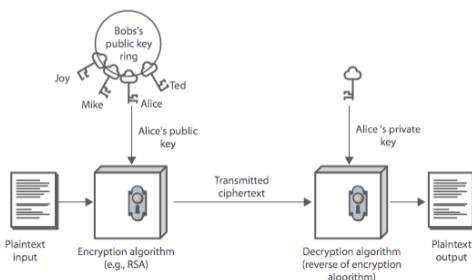 Bobs's
public key
ring
Joy
Ted
Mike
Alice
Alice's public
key
Alice 's private
key
Transmitted
ciphertext
Plaintext
input
Encryption algorithm
(e.g., RSA)
Decryption algorithm
(reverse of encryption
algorithm)
Plaintext
output